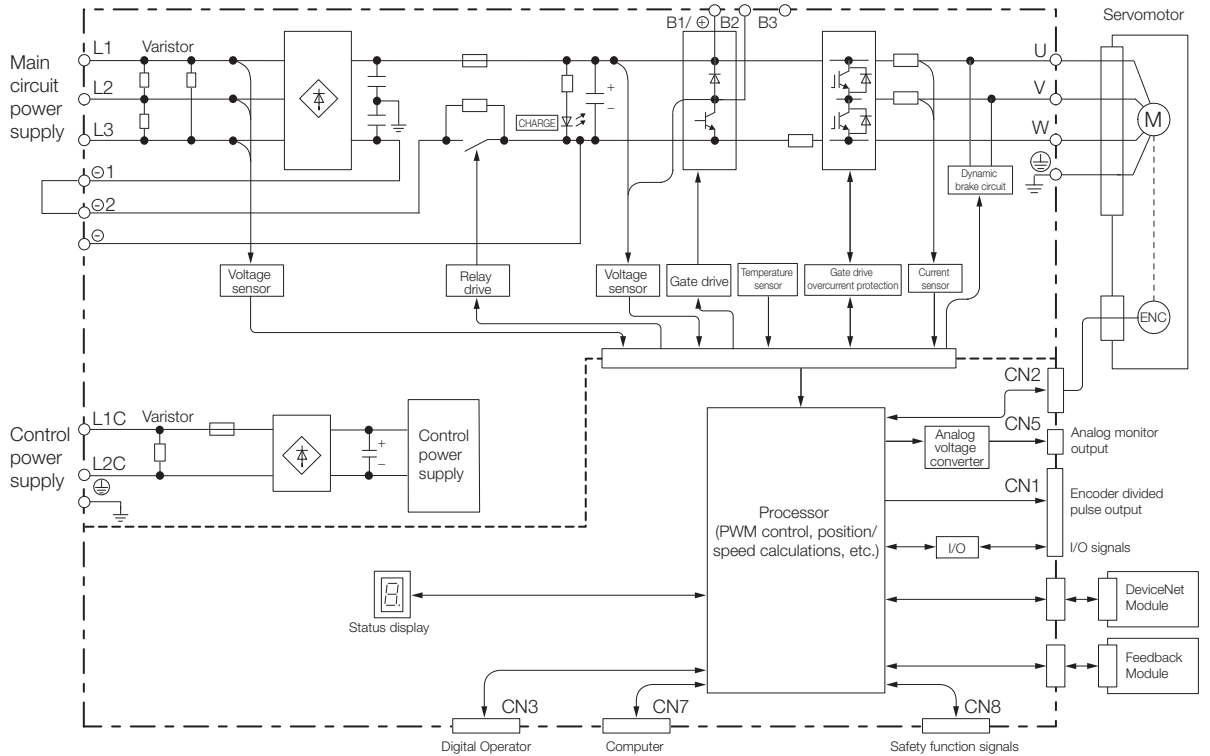 B1/ ⊕ B2 B3
Servomotor
Main
circuit
power
supply
L1
Varistor
L2
L3
⊖ 1
⊖ 2
⊖
CHARGE
+
–
U
V
W
M
Dynamic
brake circuit
Voltage
sensor
Relay
drive
Voltage
sensor
Gate drive
Temperature
sensor
Gate drive
overcurrent protection
Current
sensor
ENC
Control
power
supply
L1C
Varistor
L2C
+
–
Control
power
supply
Processor
(PWM control, position/
speed calculations, etc.)
CN2
CN5
Analog
voltage
converter
Analog monitor
output
CN1
Encoder divided
pulse output
I/O
I/O signals
DeviceNet
Module
Feedback
Module
8.
Status display
CN3
CN7
CN8
Digital Operator
Computer
Safety function signals